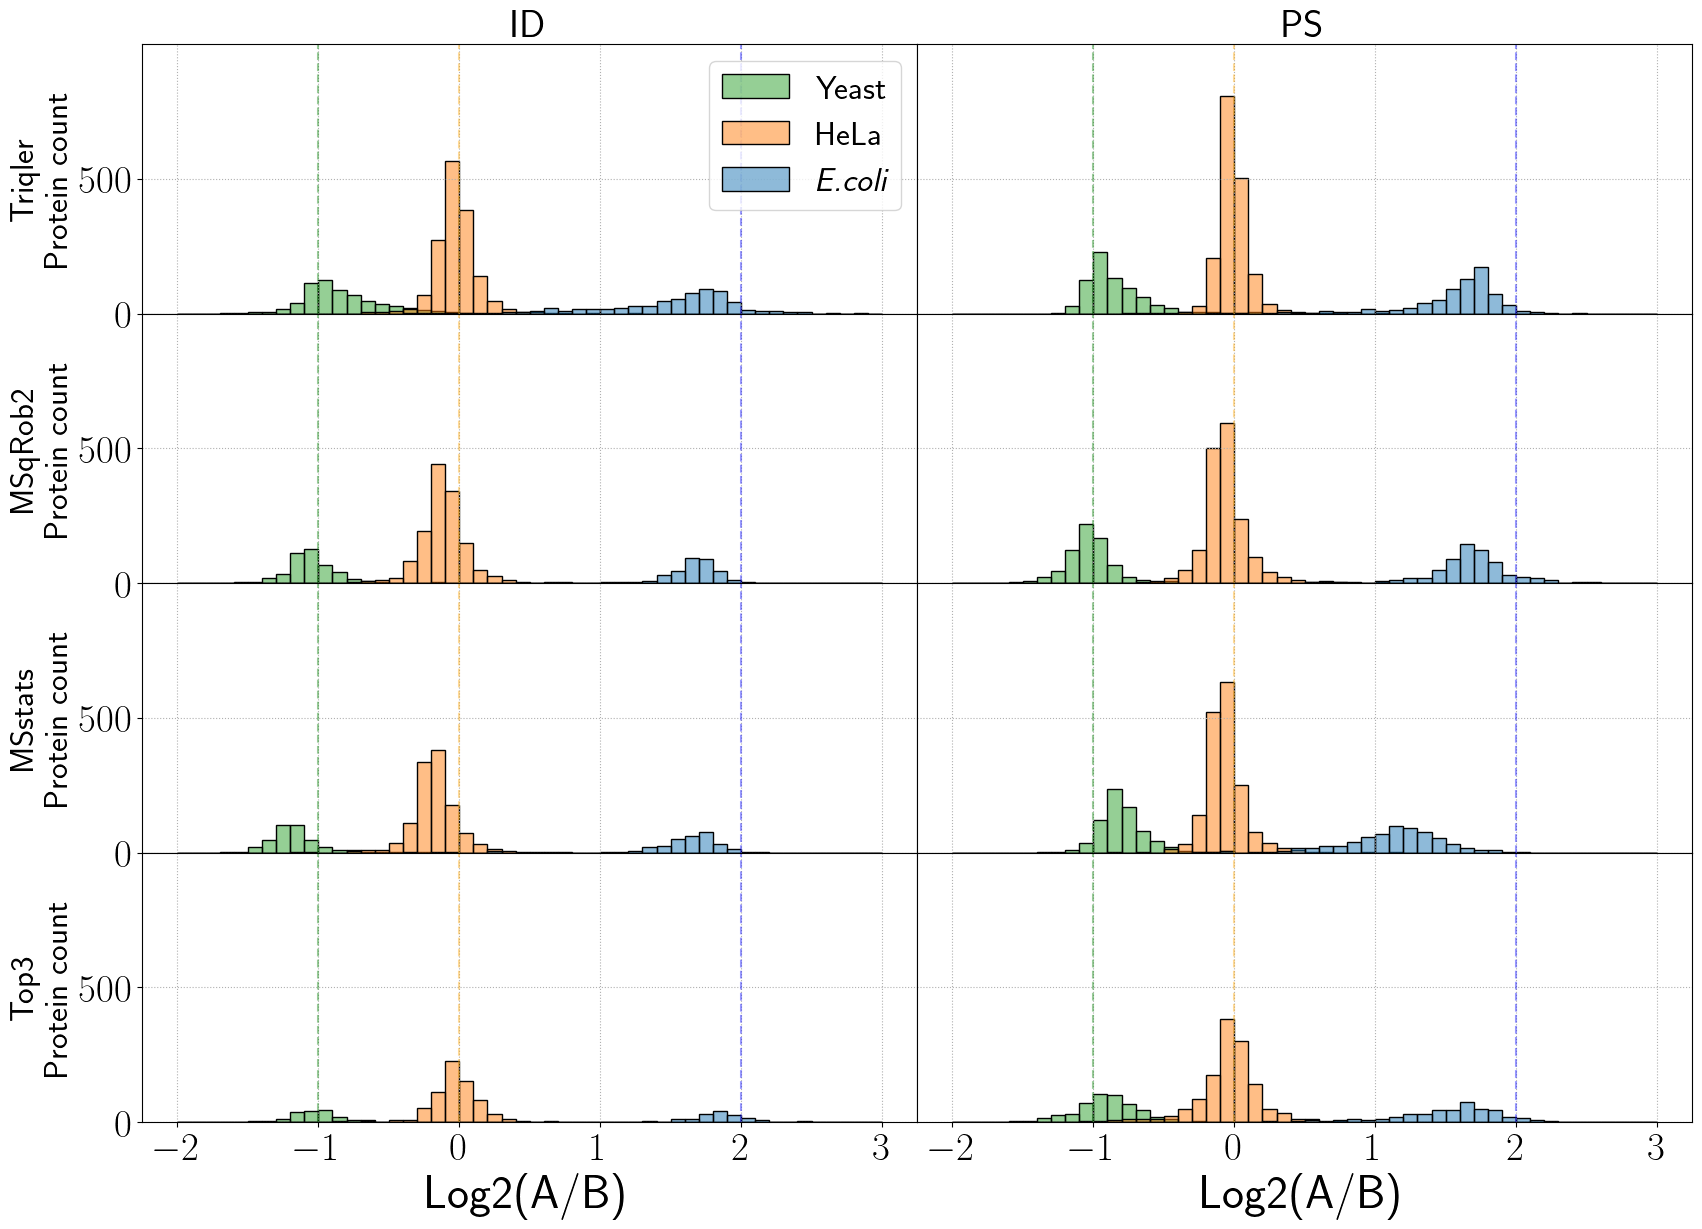 ID
PS
Yeast
HeLa
E.coli
Triqler
Protein count
500
0
MSqRob2
Protein count
500
0
MSstats
Protein count
500
0
Top3
Protein count
500
0
−2 −1 0 1 2 3
−2 −1 0 1 2 3
Log2(A/B)
Log2(A/B)